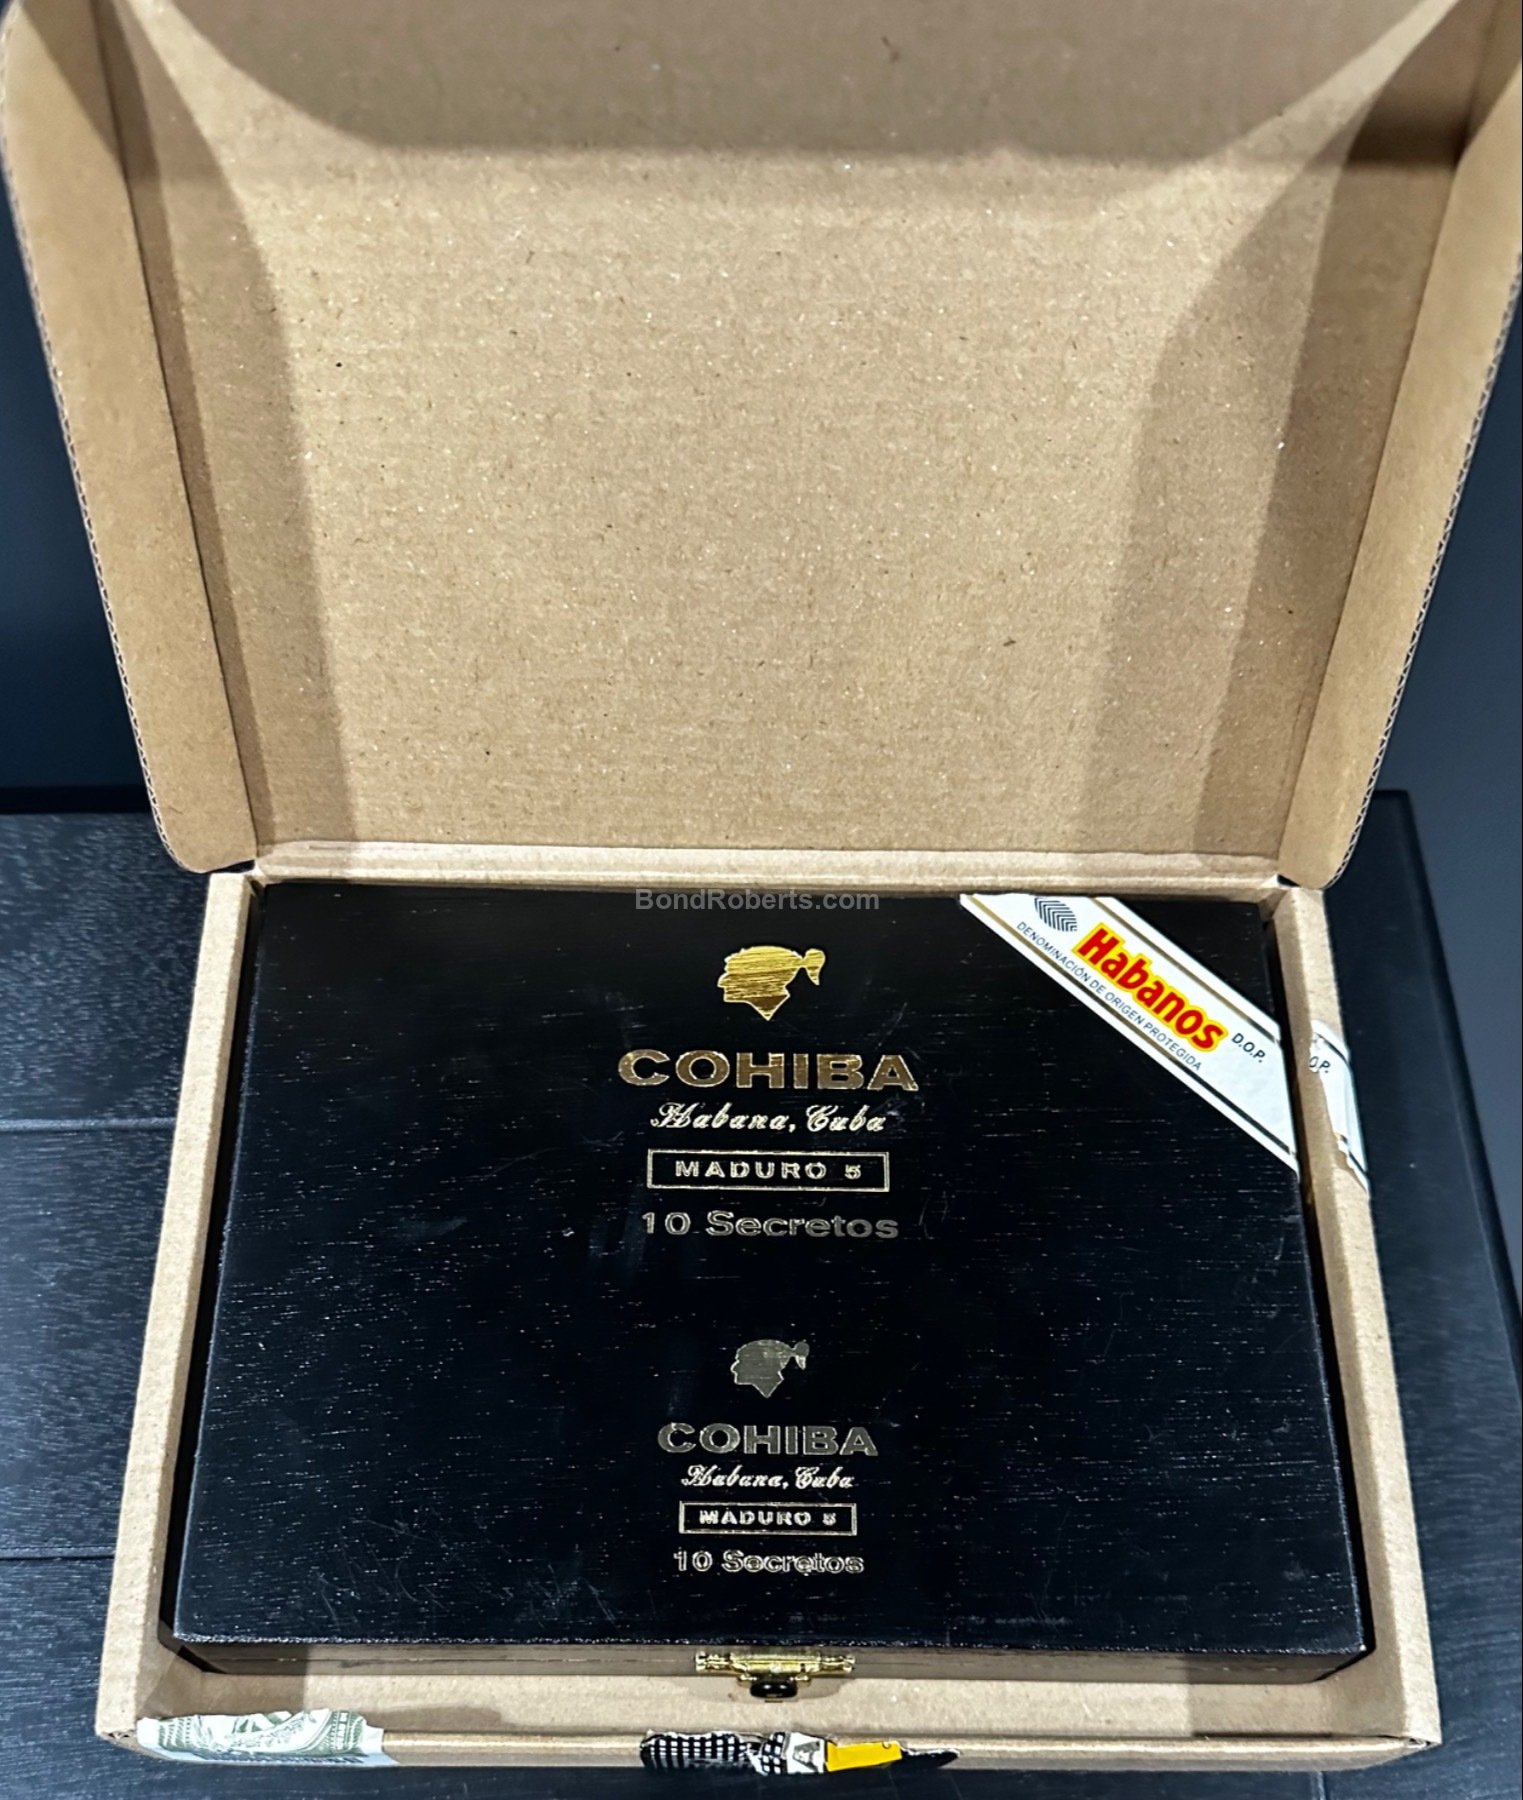 BondRoberts.com
Habanos
D.O.P.
DENOMINACIÓN DE ORIGEN PROTEGIDA
O.P.
COHIBA
Habana, Cuba
MADURO 5
10 Secretos
COHIBA
Habana, Cuba
MADURO 5
10 Secretos